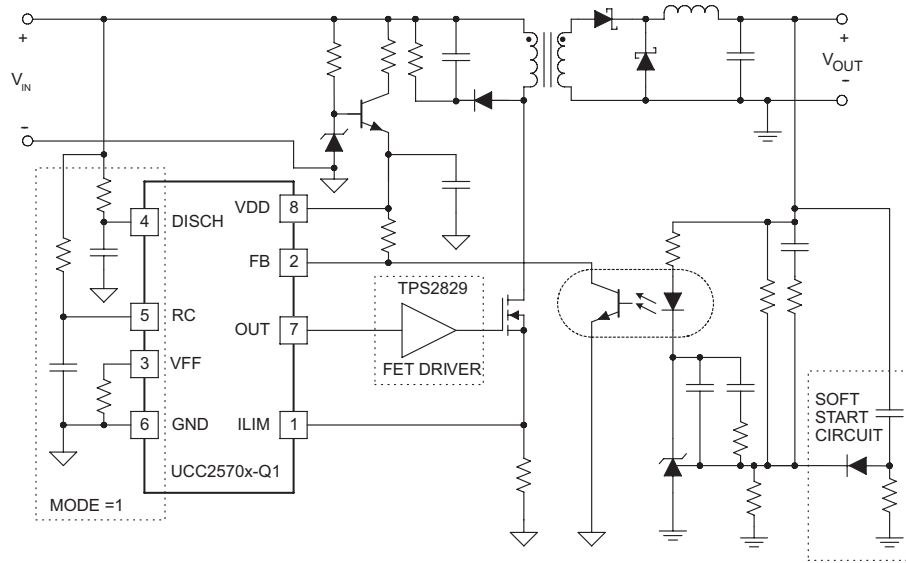 +
+
V_IN
V_OUT
−
−
4
DISCH
VDD
8
FB
2
TPS2829
5
RC
OUT
7
3
VFF
FET DRIVER
SOFT
START
CIRCUIT
6
GND
ILIM
1
UCC2570x-Q1
MODE =1